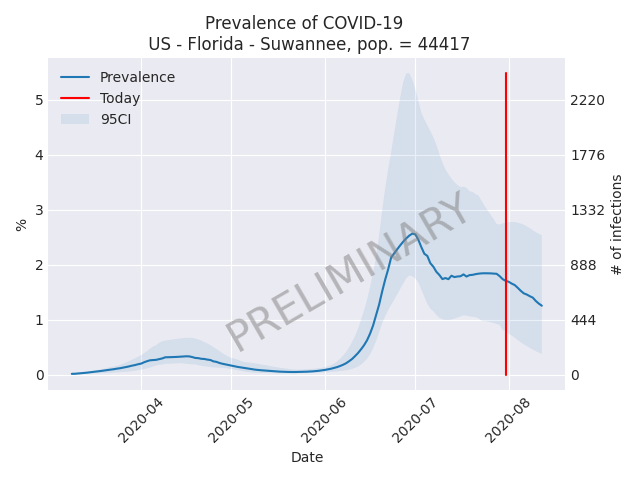 Prevalence of COVID-19
US - Florida - Suwannee, pop. = 44417
Prevalence
Today
95CI
5
4
3
2
1
0
%
2220
1776
1332
888
444
0
# of infections
PRELIMINARY
2020-04
2020-05
2020-06
2020-07
2020-08
Date